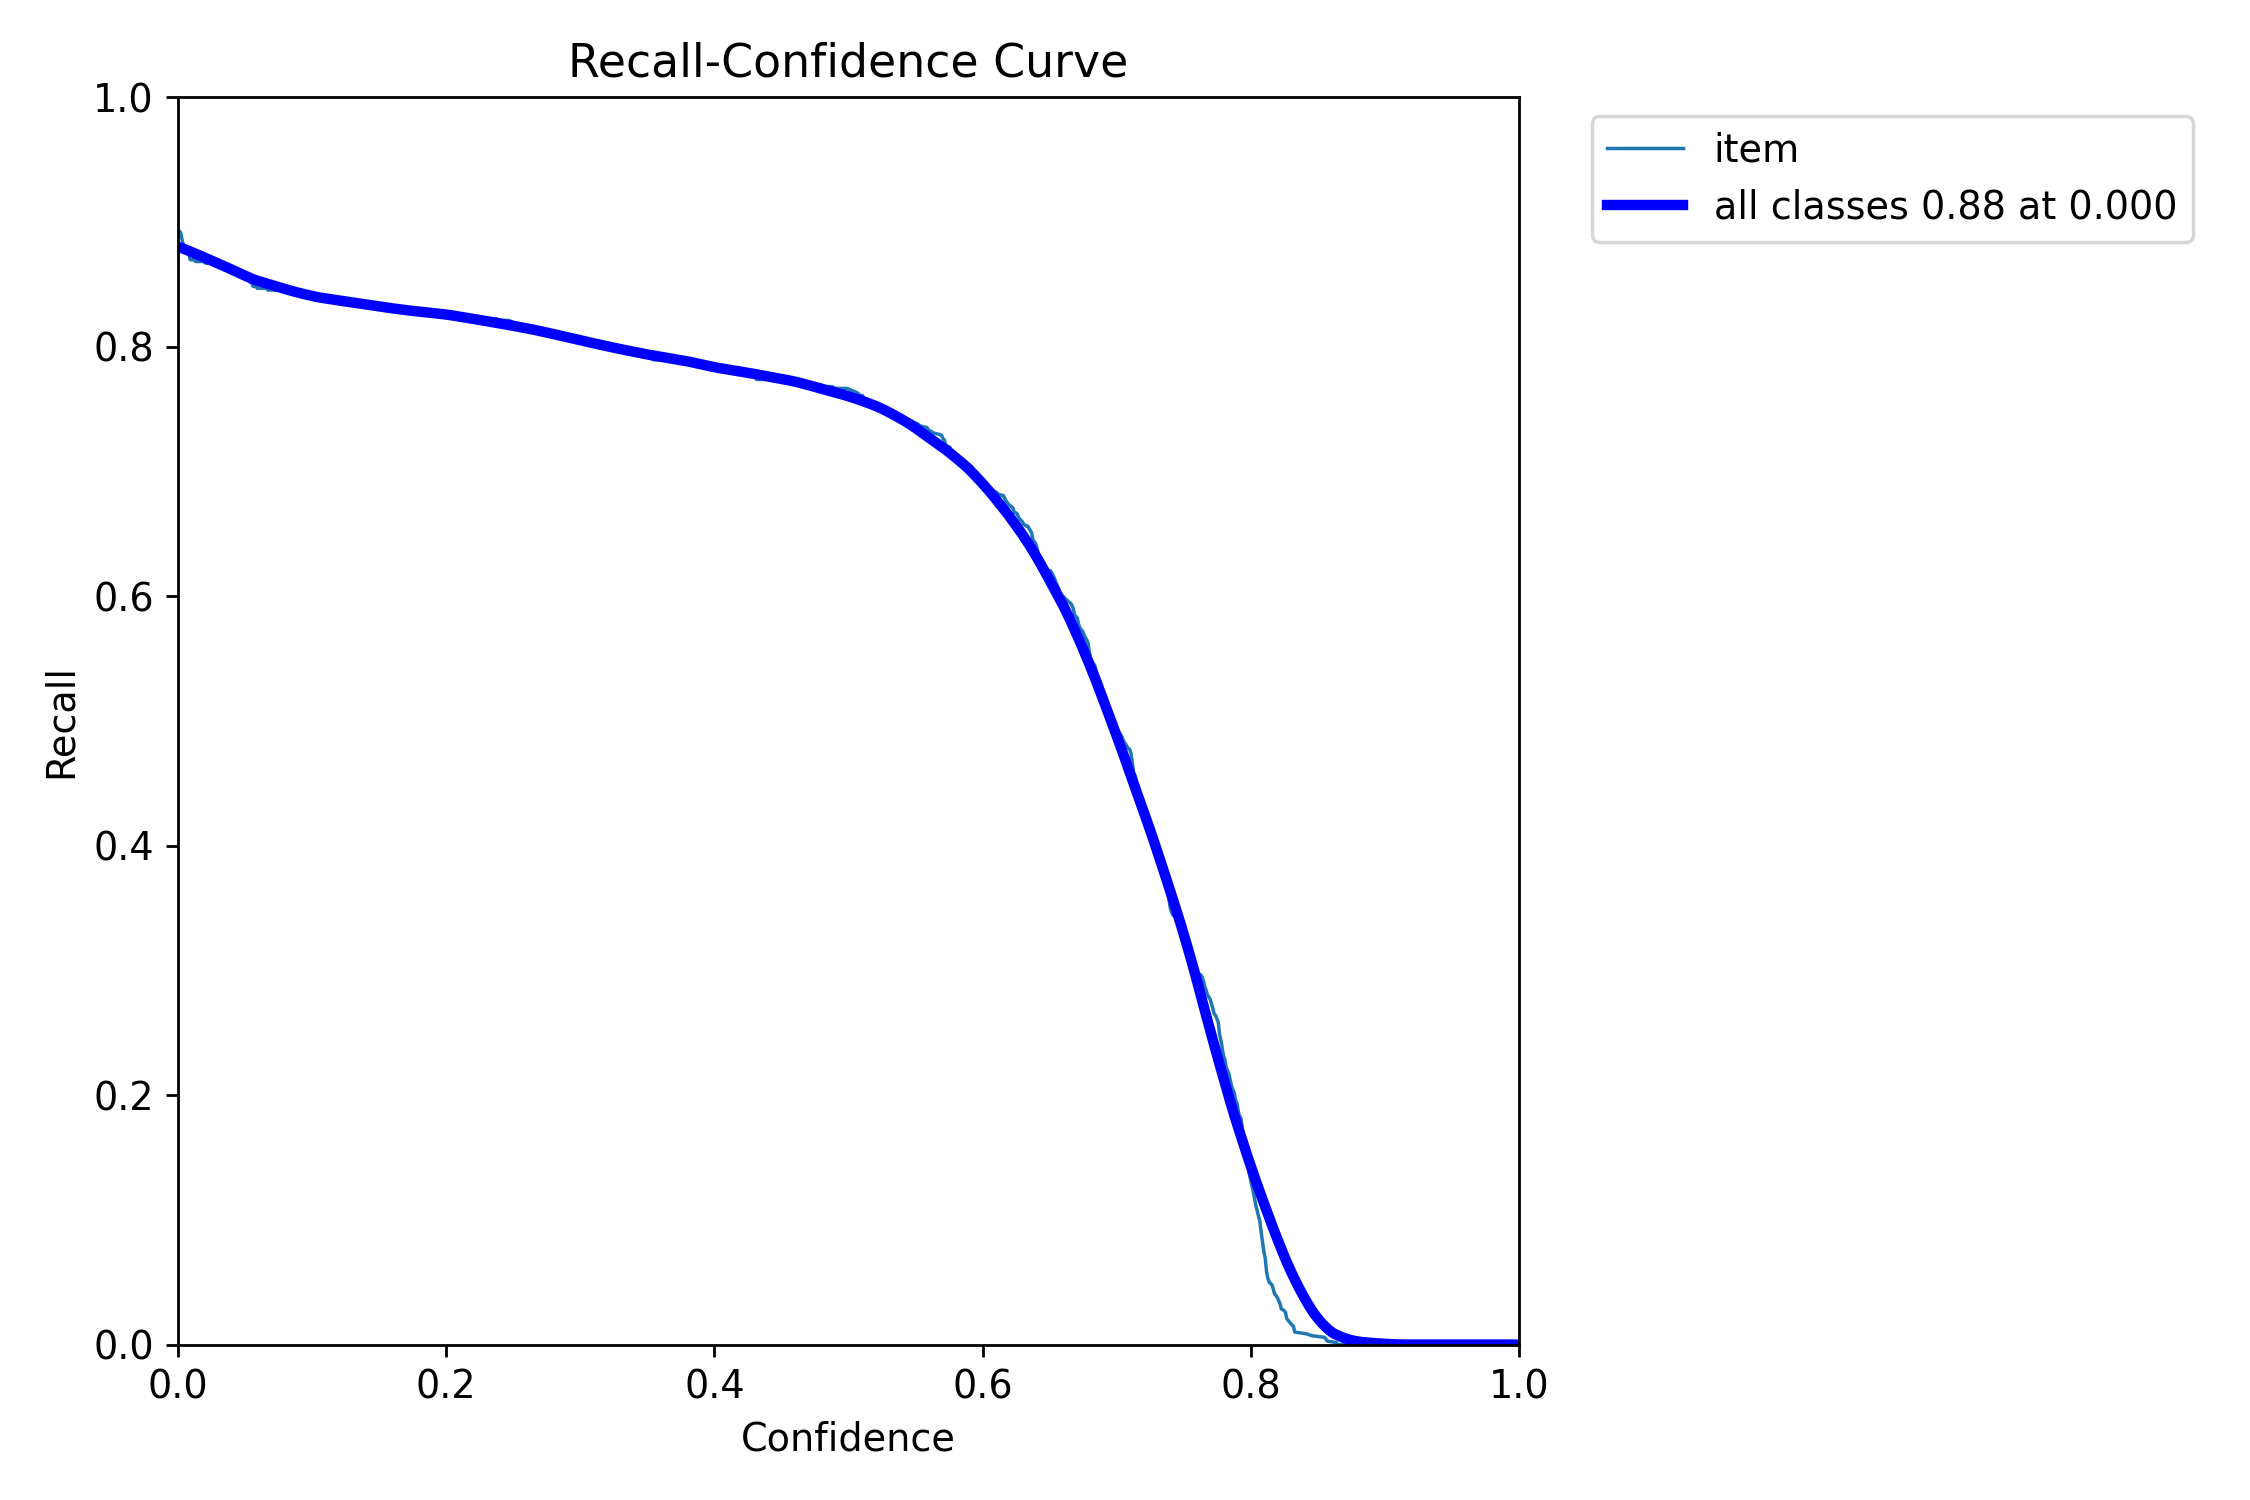 Recall-Confidence Curve
1.0
0.8
0.6
0.4
0.2
0.0
Recall
0.0 0.2 0.4 0.6 0.8 1.0
Confidence
item
all classes 0.88 at 0.000